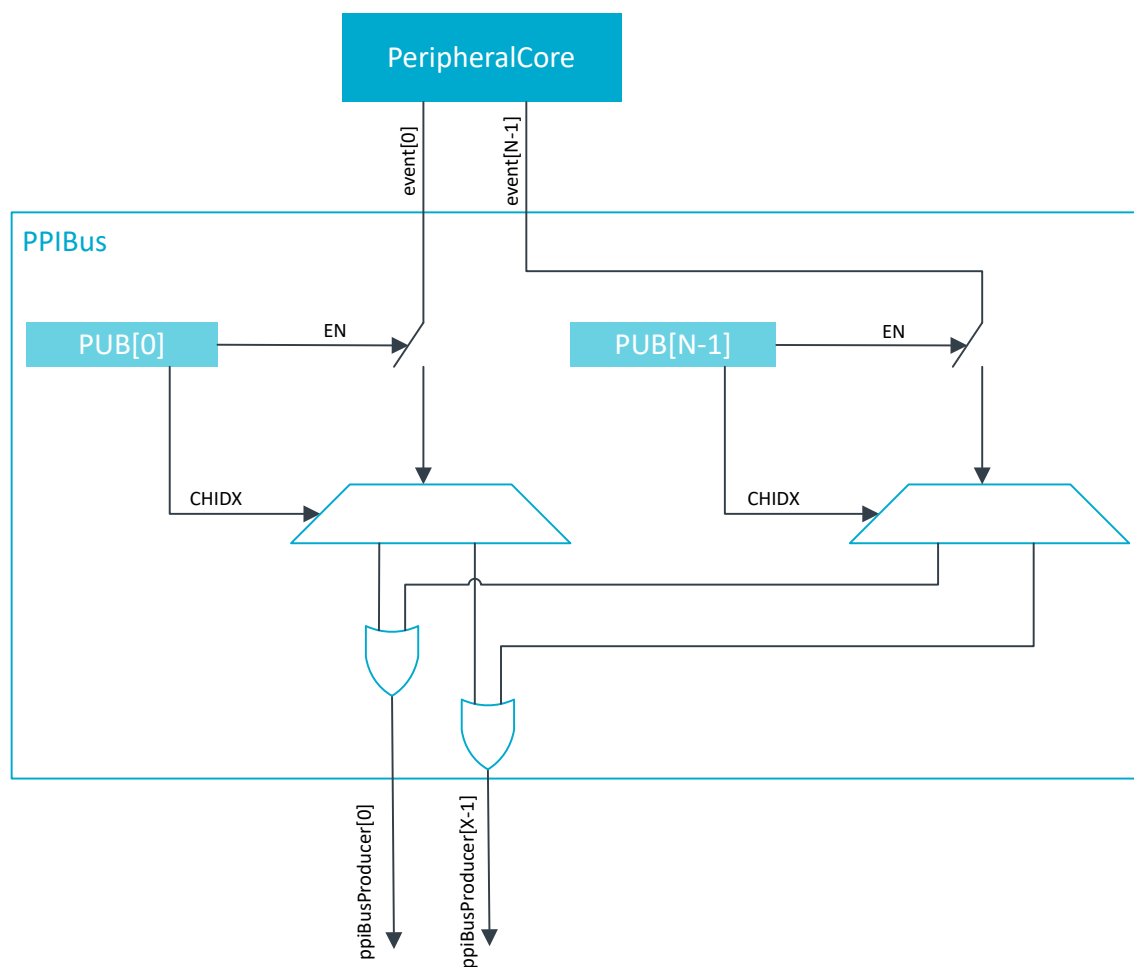 PeripheralCore
event[0]
event[N-1]
PPIBus
PUB[0]
EN
PUB[N-1]
EN
CHIDX
CHIDX
ppiBusProducer[0]
ppiBusProducer[X-1]